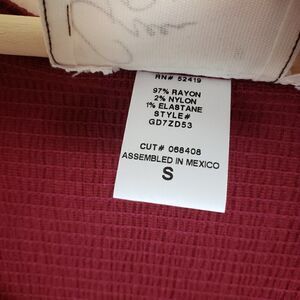 RN# 52419
97% RAYON
2% NYLON
1% ELASTANE
STYLE#
GD7ZD53
CUT# 068408
ASSEMBLED IN MEXICO
S